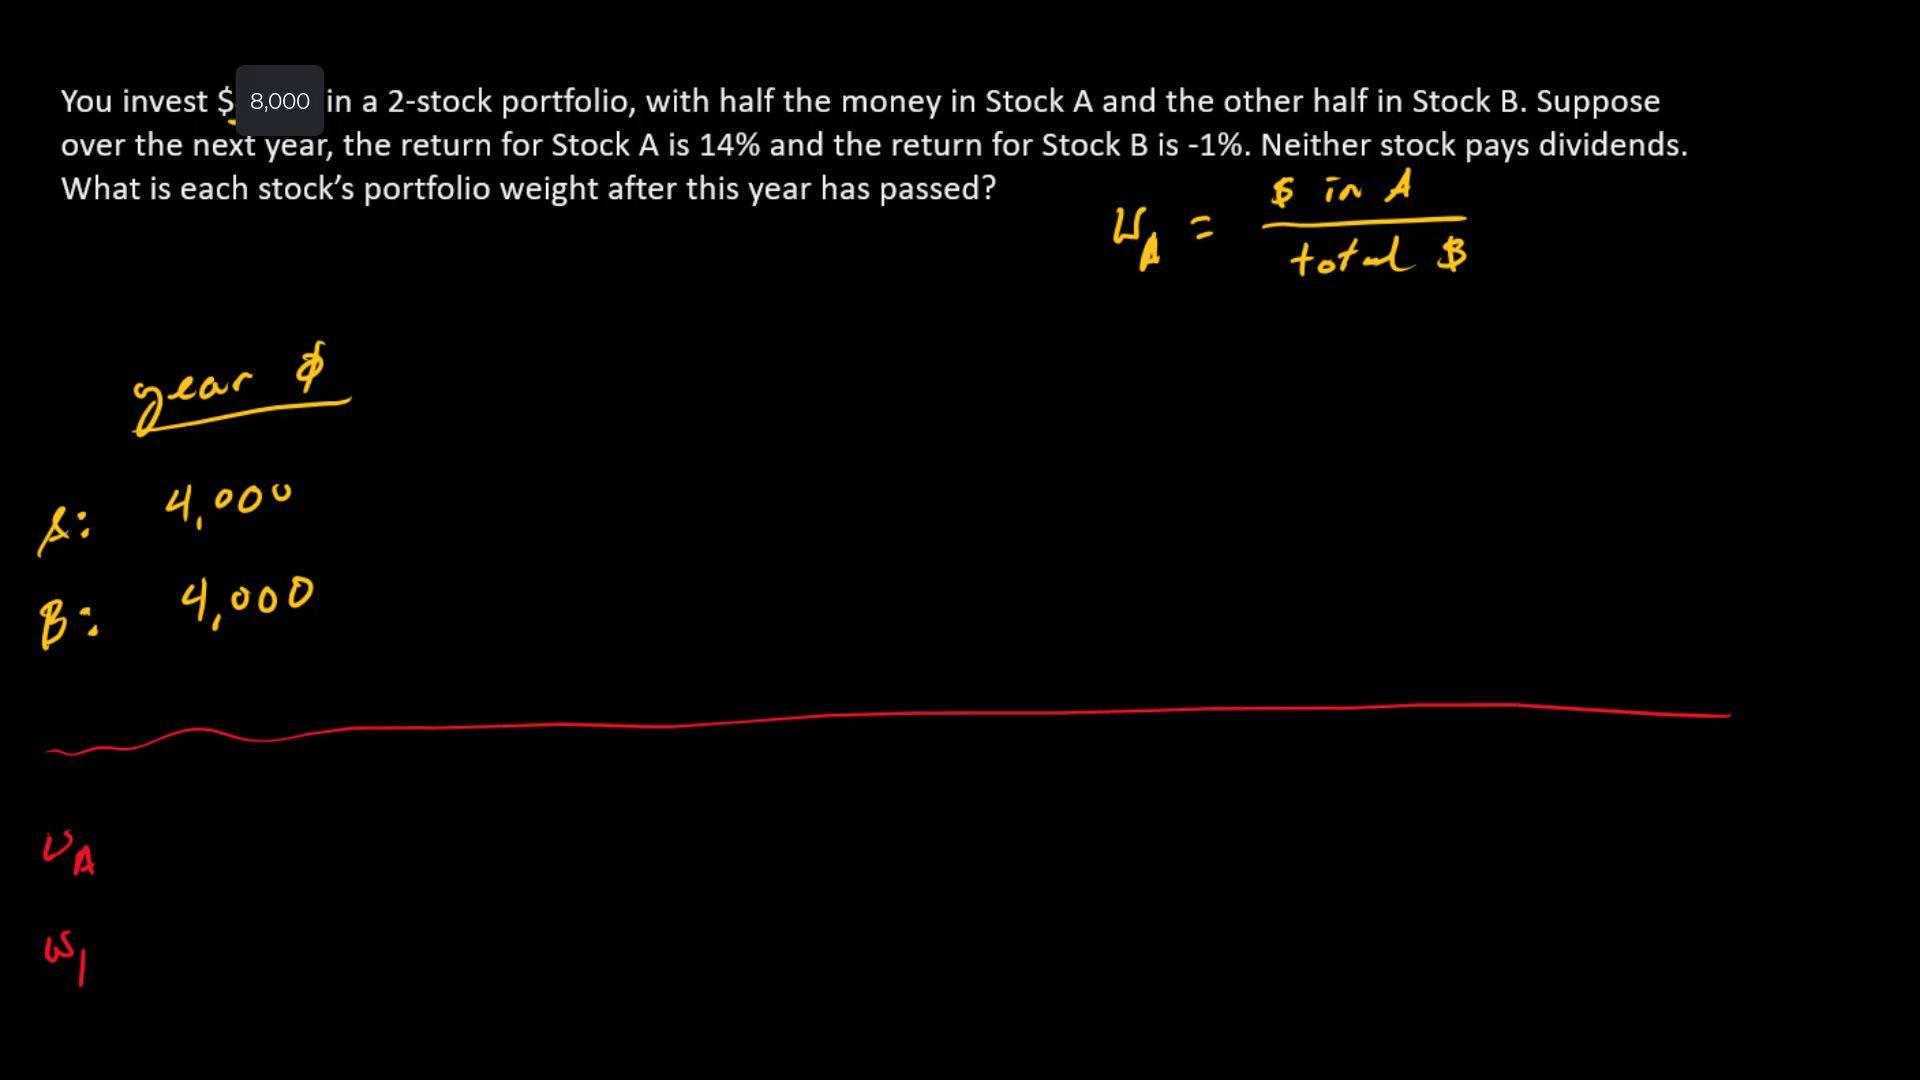 You invest $8,000 in a 2-stock portfolio, with half the money in Stock A and the other half in Stock B. Suppose
over the next year, the return for Stock A is 14% and the return for Stock B is -1%. Neither stock pays dividends.
What is each stock’s portfolio weight after this year has passed?
W_A = $ in A / total $
year 0
A: 4,000
B: 4,000
W_A
W